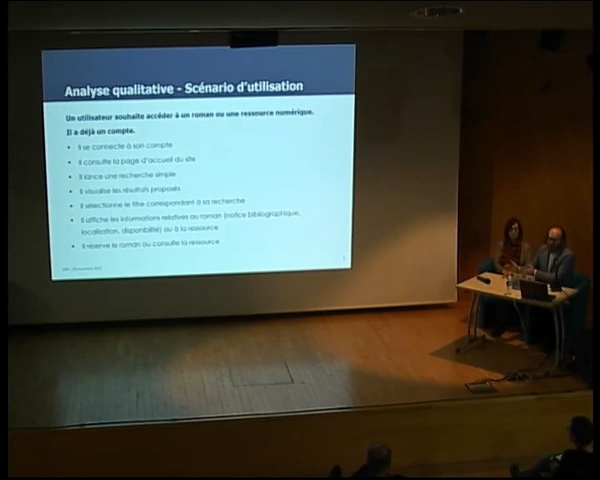 Analyse qualitative - Scénario d'utilisation
Un utilisateur souhaite accéder à un roman ou une ressource numérique.
Il a déjà un compte.
• Il se connecte à son compte
• Il consulte la page d'accueil du site
• Il lance une recherche simple
• Il visualise les résultats proposés
• Il sélectionne le titre correspondant à sa recherche
• Il affiche les informations relatives au roman (notice bibliographique,
localisation, disponibilité) ou à la ressource
• Il réserve le roman ou consulte la ressource